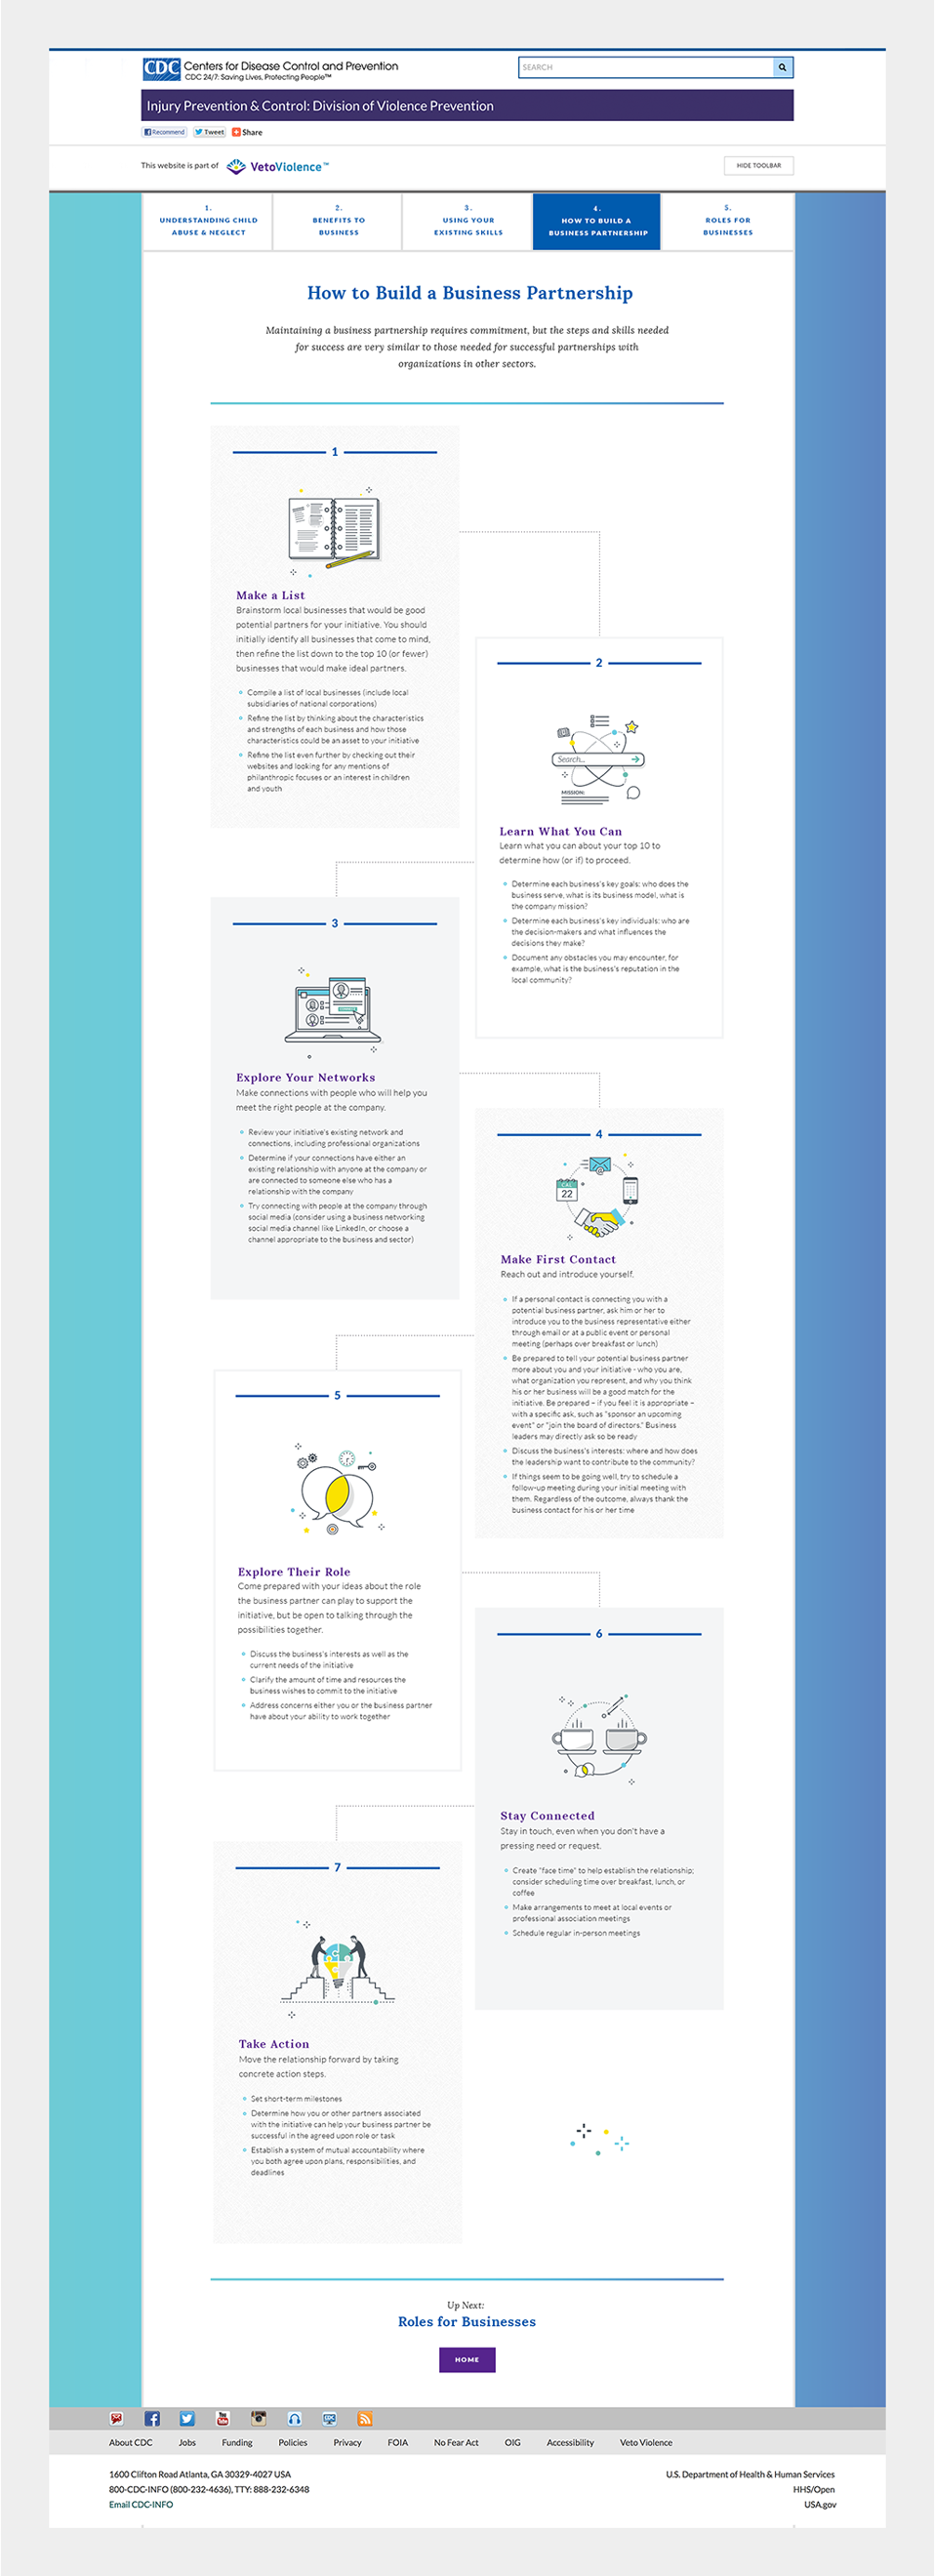 CDC Centers for Disease Control and Prevention
CDC 24/7: Saving Lives, Protecting People™
SEARCH
Injury Prevention & Control: Division of Violence Prevention
Recommend Tweet Share
This website is part of VetoViolence™
HIDE TOOLBAR
1.
UNDERSTANDING CHILD
ABUSE & NEGLECT
2.
BENEFITS TO
BUSINESS
3.
USING YOUR
EXISTING SKILLS
4.
HOW TO BUILD A
BUSINESS PARTNERSHIP
5.
ROLES FOR
BUSINESSES
How to Build a Business Partnership
Maintaining a business partnership requires commitment, but the steps and skills needed
for success are very similar to those needed for successful partnerships with
organizations in other sectors.
1
Make a List
Brainstorm local businesses that would be good
potential partners for your initiative. You should
initially identify all businesses that come to mind,
then refine the list down to the top 10 (or fewer)
businesses that would make ideal partners.
Compile a list of local businesses (include local
subsidiaries of national corporations)
Refine the list by thinking about the characteristics
and strengths of each business and how those
characteristics could be an asset to your initiative
Refine the list even further by checking out their
websites and looking for any mentions of
philanthropic focuses or an interest in children
and youth
2
Search...
MISSION:
Learn What You Can
Learn what you can about your top 10 to
determine how (or if) to proceed.
Determine each business's key goals: who does the
business serve, what is its business model, what is
the company mission?
Determine each business's key individuals: who are
the decision-makers and what influences the
decisions they make?
Document any obstacles you may encounter, for
example, what is the business's reputation in the
local community?
3
Explore Your Networks
Make connections with people who will help you
meet the right people at the company.
Review your initiative's existing network and
connections, including professional organizations
Determine if your connections have either an
existing relationship with anyone at the company or
are connected to someone else who has a
relationship with the company
Try connecting with people at the company through
social media (consider using a business networking
social media channel like LinkedIn, or choose a
channel appropriate to the business and sector)
4
CAL
22
Make First Contact
Reach out and introduce yourself.
If a personal contact is connecting you with a
potential business partner, ask him or her to
introduce you to the business representative either
through email or at a public event or personal
meeting (perhaps over breakfast or lunch)
Be prepared to tell your potential business partner
more about you and your initiative - who you are,
what organization you represent, and why you think
his or her business will be a good match for the
initiative. Be prepared – if you feel it is appropriate –
with a specific ask, such as "sponsor an upcoming
event" or "join the board of directors." Business
leaders may directly ask so be ready
Discuss the business's interests: where and how does
the leadership want to contribute to the community?
If things seem to be going well, try to schedule a
follow-up meeting during your initial meeting with
them. Regardless of the outcome, always thank the
business contact for his or her time
5
Explore Their Role
Come prepared with your ideas about the role
the business partner can play to support the
initiative, but be open to talking through the
possibilities together.
Discuss the business's interests as well as the
current needs of the initiative
Clarify the amount of time and resources the
business wishes to commit to the initiative
Address concerns either you or the business partner
have about your ability to work together
6
Stay Connected
Stay in touch, even when you don't have a
pressing need or request.
Create "face time" to help establish the relationship;
consider scheduling time over breakfast, lunch, or
coffee
Make arrangements to meet at local events or
professional association meetings
Schedule regular in-person meetings
7
Take Action
Move the relationship forward by taking
concrete action steps.
Set short-term milestones
Determine how you or other partners associated
with the initiative can help your business partner be
successful in the agreed upon role or task
Establish a system of mutual accountability where
you both agree upon plans, responsibilities, and
deadlines
Up Next:
Roles for Businesses
HOME
About CDC Jobs Funding Policies Privacy FOIA No Fear Act OIG Accessibility Veto Violence
1600 Clifton Road Atlanta, GA 30329-4027 USA
800-CDC-INFO (800-232-4636), TTY: 888-232-6348
Email CDC-INFO
U.S. Department of Health & Human Services
HHS/Open
USA.gov